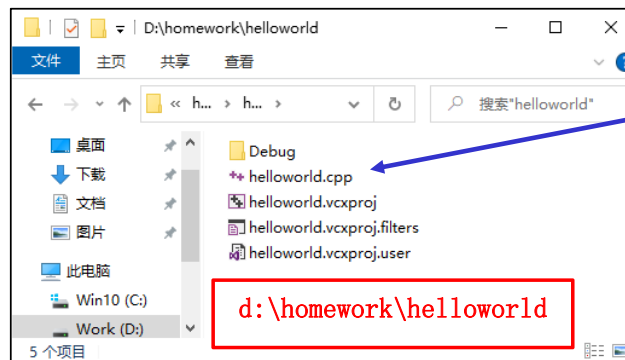 D:\homework\helloworld
文件 主页 共享 查看
« h... › h... › 搜索"helloworld"
桌面
下载
文档
图片
此电脑
Win10 (C:)
Work (D:)
Debug
helloworld.cpp
helloworld.vcxproj
helloworld.vcxproj.filters
helloworld.vcxproj.user
d:\homework\helloworld
5 个项目